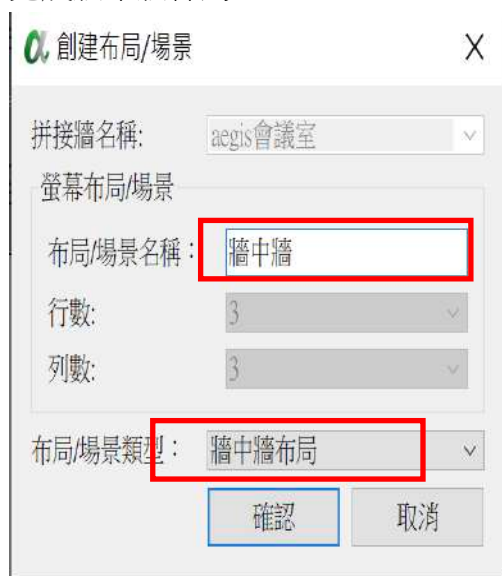 創建布局/場景 X
拼接牆名稱: aegis會議室
螢幕布局/場景
布局/場景名稱： 牆中牆
行數: 3
列數: 3
布局/場景類型： 牆中牆布局
確認 取消